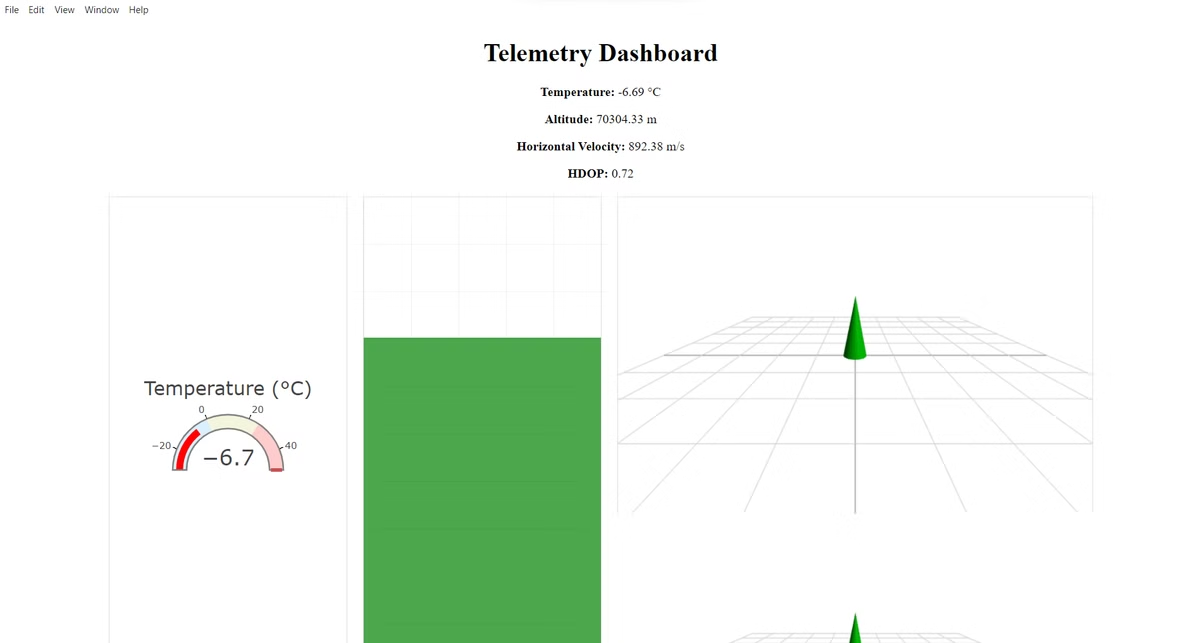 File Edit View Window Help
Telemetry Dashboard
Temperature: -6.69 °C
Altitude: 70304.33 m
Horizontal Velocity: 892.38 m/s
HDOP: 0.72
Temperature (°C)
0 20
−20 40
−6.7